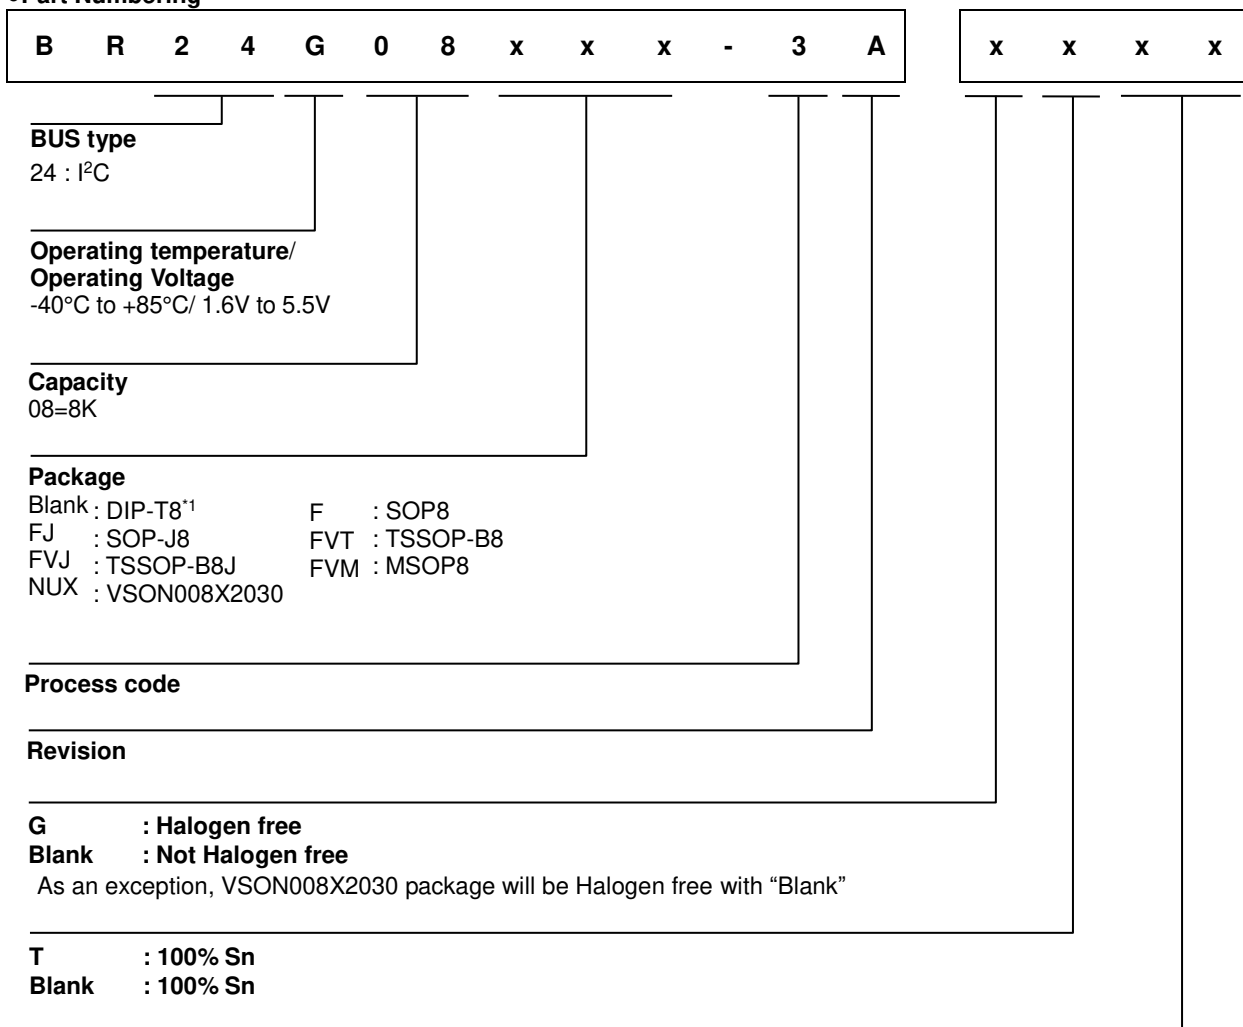 •Part Numbering
B R 2 4 G 0 8 x x x - 3 A x x x x
BUS type
24 : I²C
Operating temperature/
Operating Voltage
-40°C to +85°C/ 1.6V to 5.5V
Capacity
08=8K
Package
Blank : DIP-T8*1 F : SOP8
FJ : SOP-J8 FVT : TSSOP-B8
FVJ : TSSOP-B8J FVM : MSOP8
NUX : VSON008X2030
Process code
Revision
G : Halogen free
Blank : Not Halogen free
As an exception, VSON008X2030 package will be Halogen free with “Blank”
T : 100% Sn
Blank : 100% Sn